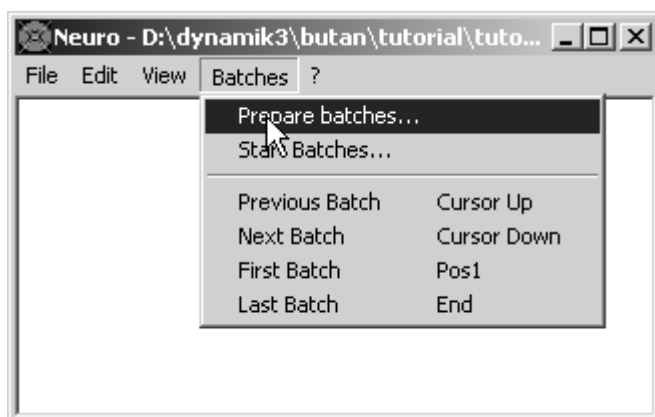 Neuro - D:\dynamik3\butan\tutorial\tuto...
File Edit View Batches ?
Prepare batches...
Start Batches...
Previous Batch Cursor Up
Next Batch Cursor Down
First Batch Pos1
Last Batch End